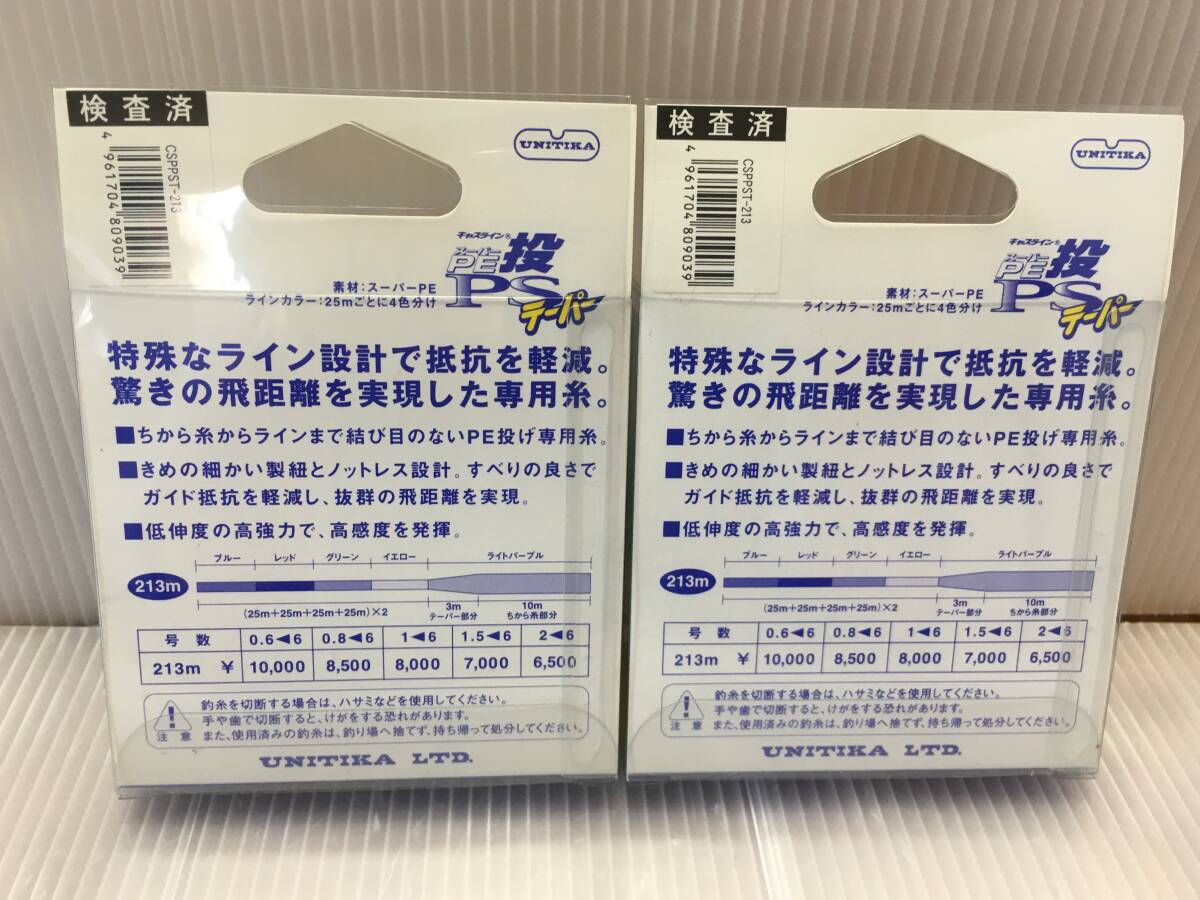 検査済
CSPPST-213
4 961704 809039
UNITIKA
キャスライン®
スーパー
PE投
PS
テーパー
素材：スーパーPE
ラインカラー：25mごとに4色分け
特殊なライン設計で抵抗を軽減。
驚きの飛距離を実現した専用糸。
■ちから糸からラインまで結び目のないPE投げ専用糸。
■きめの細かい製紐とノットレス設計。すべりの良さで
ガイド抵抗を軽減し、抜群の飛距離を実現。
■低伸度の高強力で、高感度を発揮。
ブルー レッド グリーン イエロー ライトパープル
213m
(25m+25m+25m+25m)×2 3m 10m
テーパー部分 ちから糸部分
号数 0.6◀6 0.8◀6 1◀6 1.5◀6 2◀6
213m ¥ 10,000 8,500 8,000 7,000 6,500
釣糸を切断する場合は、ハサミなどを使用してください。
手や歯で切断すると、けがをする恐れがあります。
注意 また、使用済みの釣糸は、釣り場へ捨てず、持ち帰って処分してください。
UNITIKA LTD.
検査済
CSPPST-213
4 961704 809039
UNITIKA
キャスライン®
スーパー
PE投
PS
テーパー
素材：スーパーPE
ラインカラー：25mごとに4色分け
特殊なライン設計で抵抗を軽減。
驚きの飛距離を実現した専用糸。
■ちから糸からラインまで結び目のないPE投げ専用糸。
■きめの細かい製紐とノットレス設計。すべりの良さで
ガイド抵抗を軽減し、抜群の飛距離を実現。
■低伸度の高強力で、高感度を発揮。
ブルー レッド グリーン イエロー ライトパープル
213m
(25m+25m+25m+25m)×2 3m 10m
テーパー部分 ちから糸部分
号数 0.6◀6 0.8◀6 1◀6 1.5◀6 2◀6
213m ¥ 10,000 8,500 8,000 7,000 6,500
釣糸を切断する場合は、ハサミなどを使用してください。
手や歯で切断すると、けがをする恐れがあります。
注意 また、使用済みの釣糸は、釣り場へ捨てず、持ち帰って処分してください。
UNITIKA LTD.